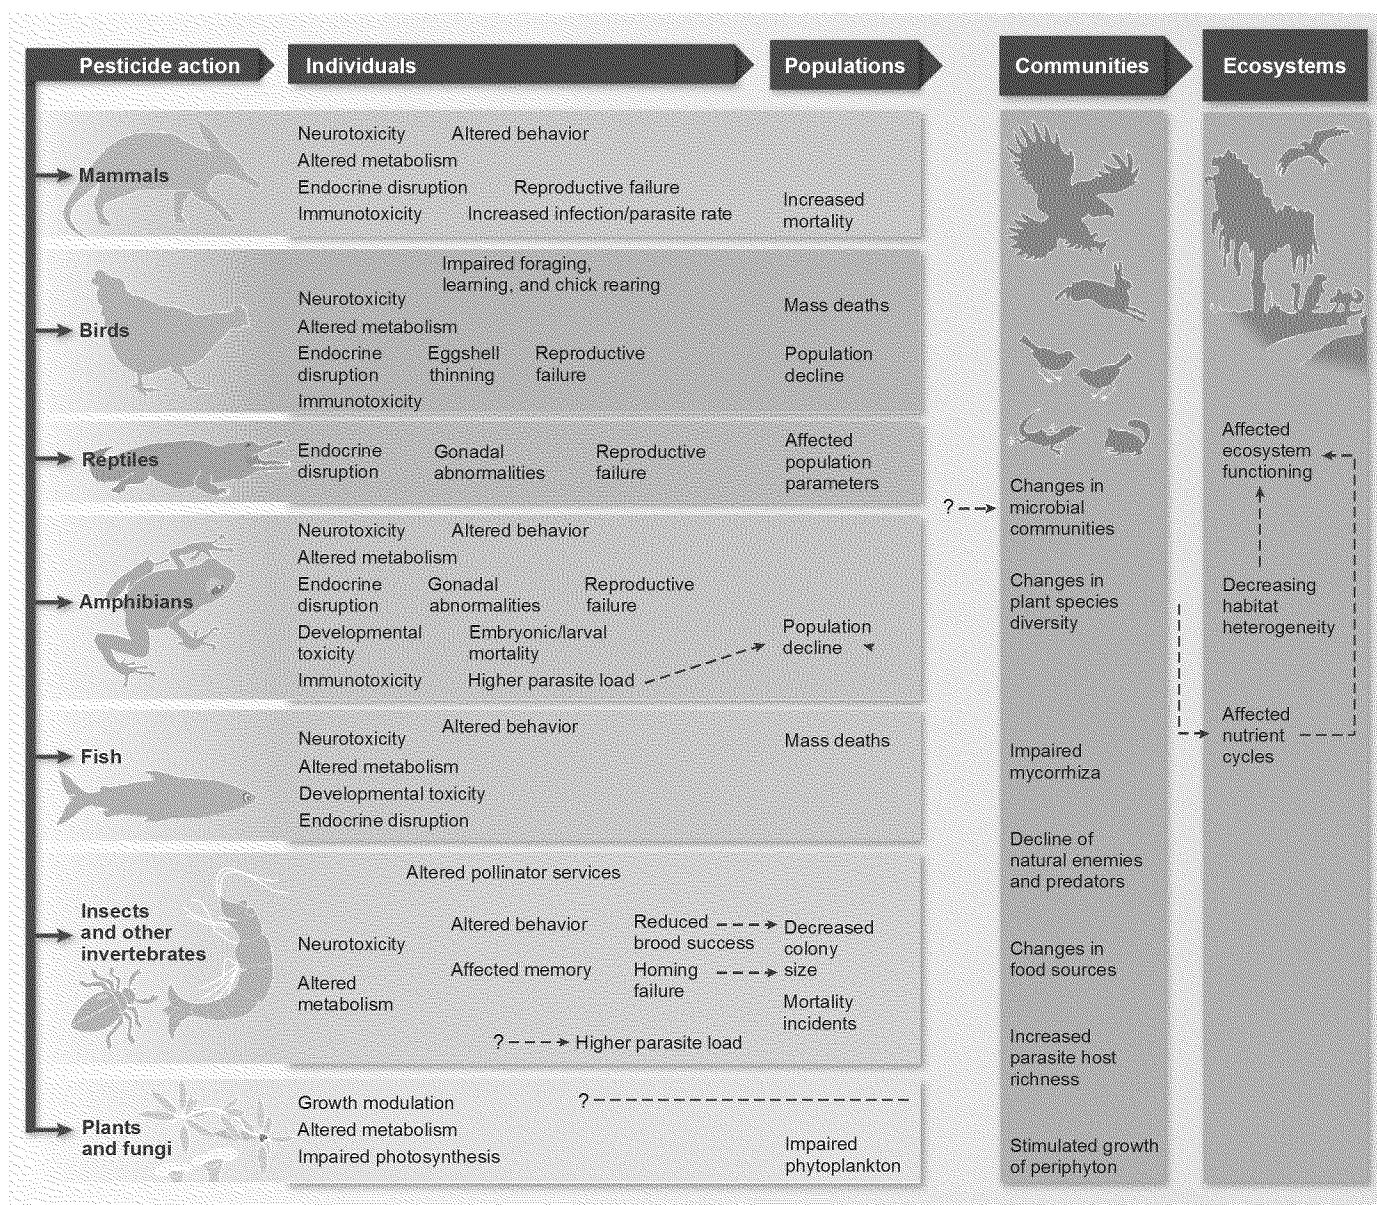 Pesticide action
Individuals
Populations
Communities
Ecosystems
Mammals
Neurotoxicity Altered behavior
Altered metabolism
Endocrine disruption Reproductive failure
Immunotoxicity Increased infection/parasite rate
Increased
mortality
Birds
Impaired foraging,
learning, and chick rearing
Neurotoxicity
Altered metabolism
Endocrine
disruption
Eggshell
thinning
Reproductive
failure
Immunotoxicity
Mass deaths
Population
decline
Reptiles
Endocrine
disruption
Gonadal
abnormalities
Reproductive
failure
Affected
population
parameters
Amphibians
Neurotoxicity Altered behavior
Altered metabolism
Endocrine
disruption
Gonadal
abnormalities
Reproductive
failure
Developmental
toxicity
Embryonic/larval
mortality
Immunotoxicity Higher parasite load
Population
decline
Fish
Altered behavior
Neurotoxicity
Altered metabolism
Developmental toxicity
Endocrine disruption
Mass deaths
Insects
and other
invertebrates
Altered pollinator services
Neurotoxicity
Altered
metabolism
Altered behavior
Affected memory
Reduced
brood success
Homing
failure
Decreased
colony
size
Mortality
incidents
? Higher parasite load
Plants
and fungi
Growth modulation
Altered metabolism
Impaired photosynthesis
?
Impaired
phytoplankton
?
Changes in
microbial
communities
Changes in
plant species
diversity
Impaired
mycorrhiza
Decline of
natural enemies
and predators
Changes in
food sources
Increased
parasite host
richness
Stimulated growth
of periphyton
Affected
ecosystem
functioning
Decreasing
habitat
heterogeneity
Affected
nutrient
cycles